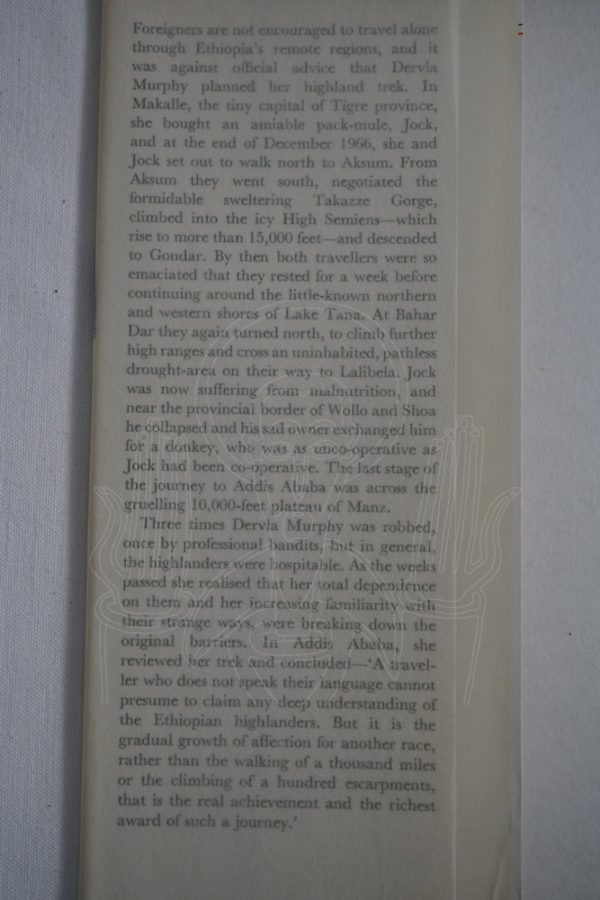 Foreigners are not encouraged to travel alone
through Ethiopia's remote regions, and it
was against official advice that Dervla
Murphy planned her highland trek. In
Makalle, the tiny capital of Tigre province,
she bought an amiable pack-mule, Jock,
and at the end of December 1966, she and
Jock set out to walk north to Aksum. From
Aksum they went south, negotiated the
formidable sweltering Takazze Gorge,
climbed into the icy High Semiens—which
rise to more than 15,000 feet—and descended
to Gondar. By then both travellers were so
emaciated that they rested for a week before
continuing around the little-known northern
and western shores of Lake Tana. At Bahar
Dar they again turned north, to climb further
high ranges and cross an uninhabited, pathless
drought-area on their way to Lalibela. Jock
was now suffering from malnutrition, and
near the provincial border of Wollo and Shoa
he collapsed and his sad owner exchanged him
for a donkey, who was as unco-operative as
Jock had been co-operative. The last stage of
the journey to Addis Ababa was across the
gruelling 10,000-feet plateau of Manz.
Three times Dervla Murphy was robbed,
once by professional bandits, but in general,
the highlanders were hospitable. As the weeks
passed she realised that her total dependence
on them and her increasing familiarity with
their strange ways, were breaking down the
original barriers. In Addis Ababa, she
reviewed her trek and concluded—'A travel-
ler who does not speak their language cannot
presume to claim any deep understanding of
the Ethiopian highlanders. But it is the
gradual growth of affection for another race,
rather than the walking of a thousand miles
or the climbing of a hundred escarpments,
that is the real achievement and the richest
award of such a journey.'